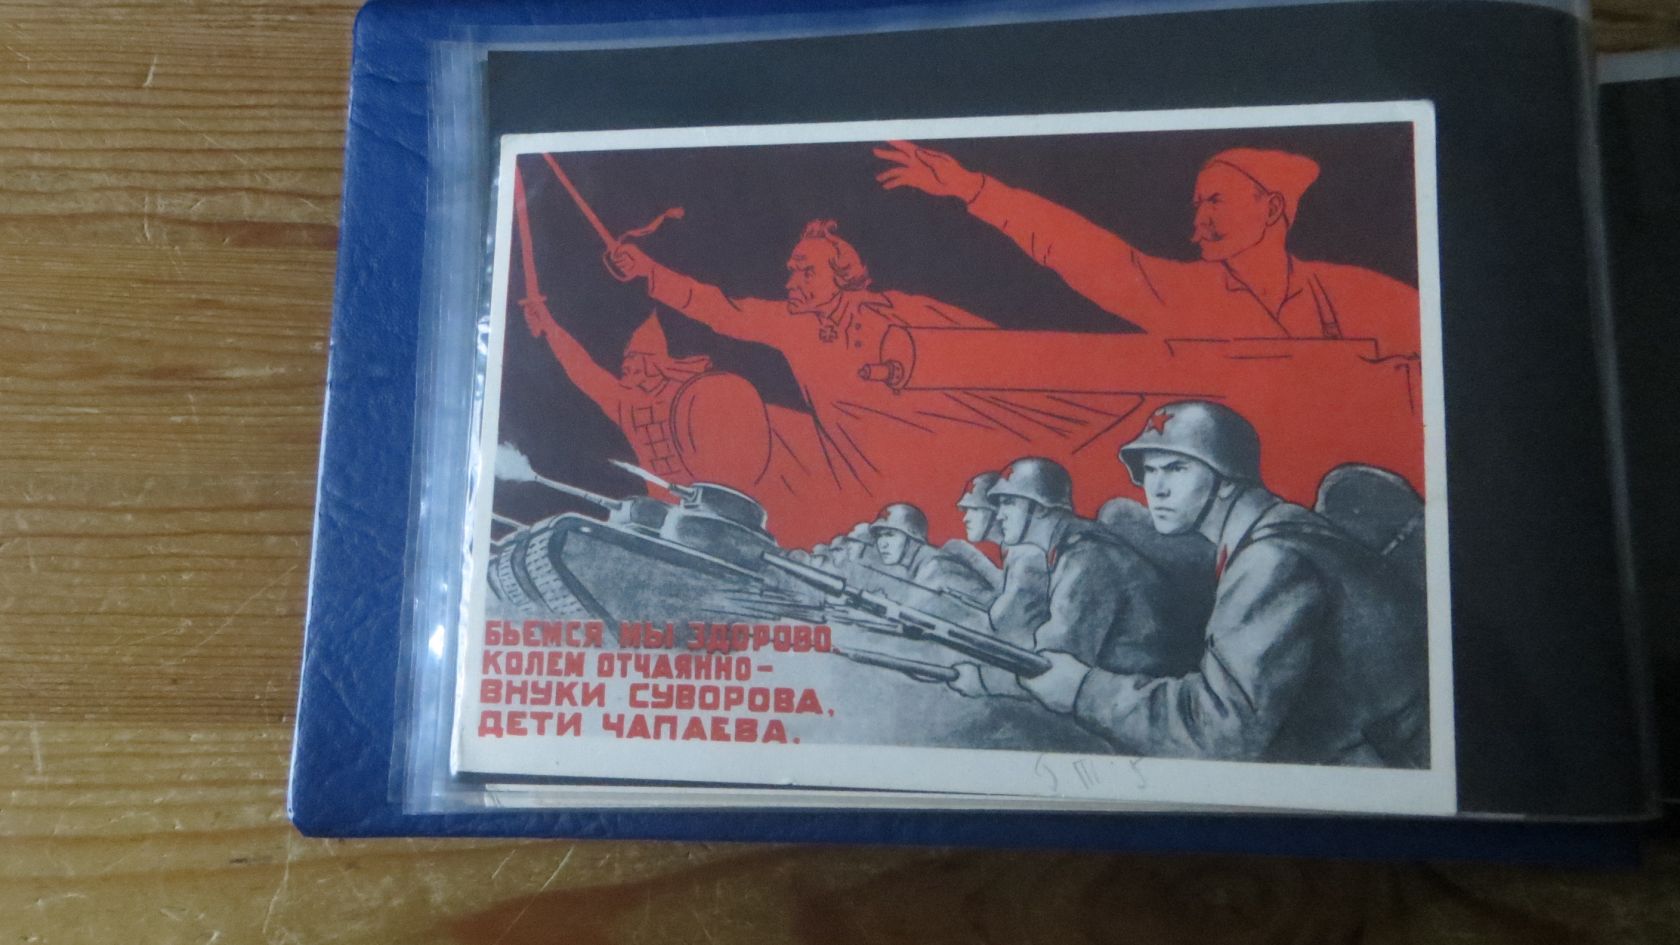 БЬЕМСЯ МЫ ЗДОРОВО,
КОЛЕМ ОТЧАЯННО–
ВНУКИ СУВОРОВА,
ДЕТИ ЧАПАЕВА.